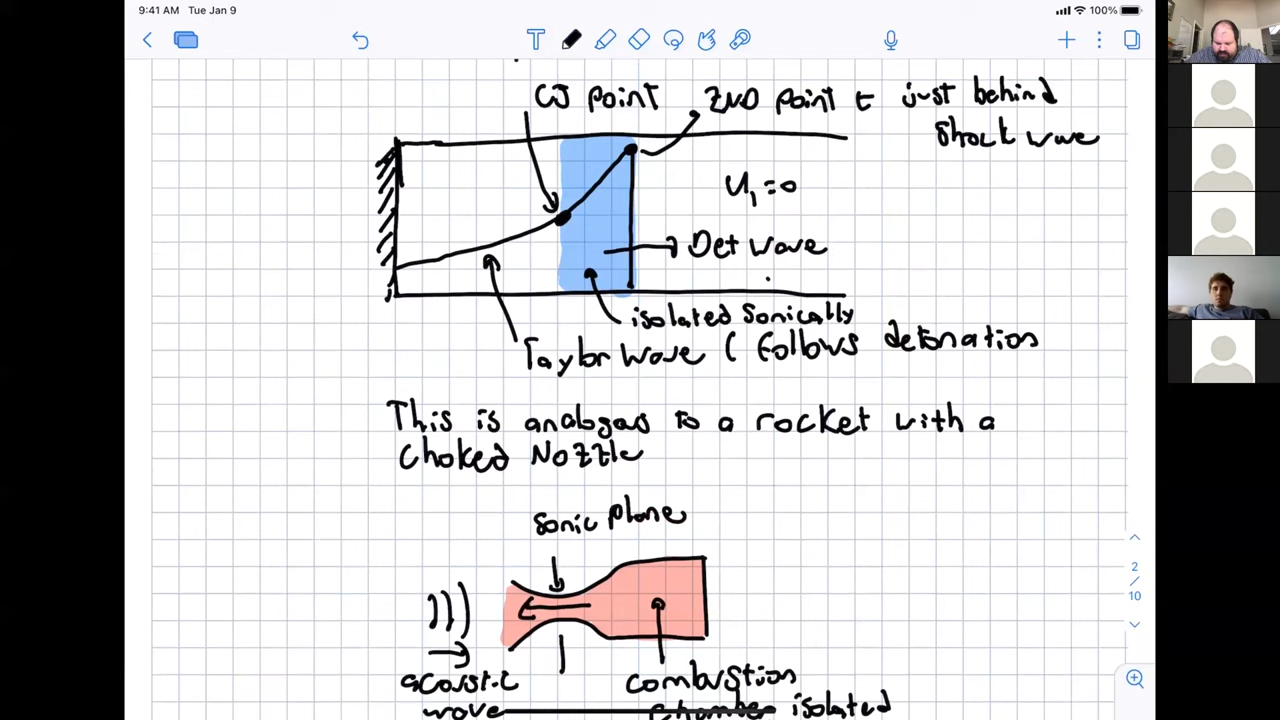 9:41 AM Tue Jan 9
100%
CJ point
ZND point
just behind
Shock wave
U₁=0
Det wave
isolated Sonically
Taylor Wave ( Follows detonation
This is analogas to a rocket with a
Choked Nozzle
Sonic plane
2
/
10
acoustic
wave
combustion
chamber isolated